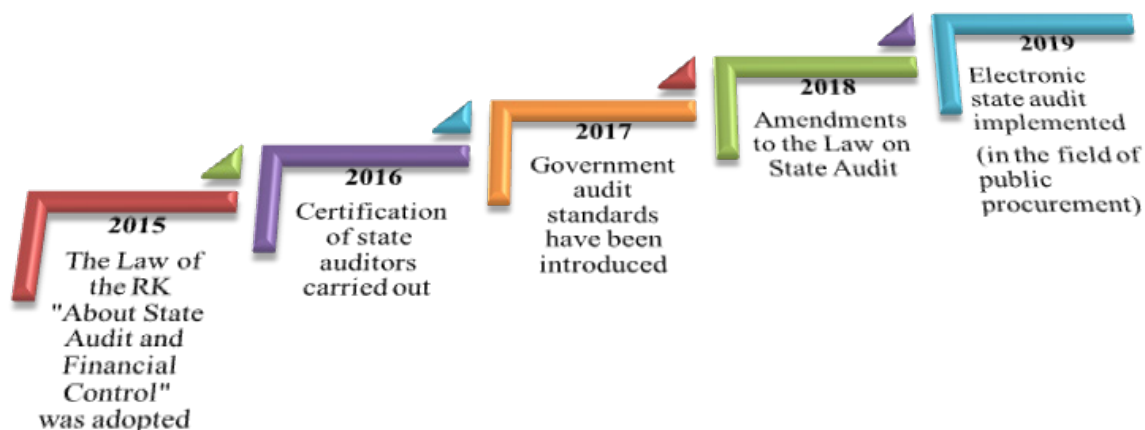 2015
The Law of
the RK
"About State
Audit and
Financial
Control"
was adopted
2016
Certification
of state
auditors
carried out
2017
Government
audit
standards
have been
introduced
2018
Amendments
to the Law on
State Audit
2019
Electronic
state audit
implemented
(in the field of
public
procurement)